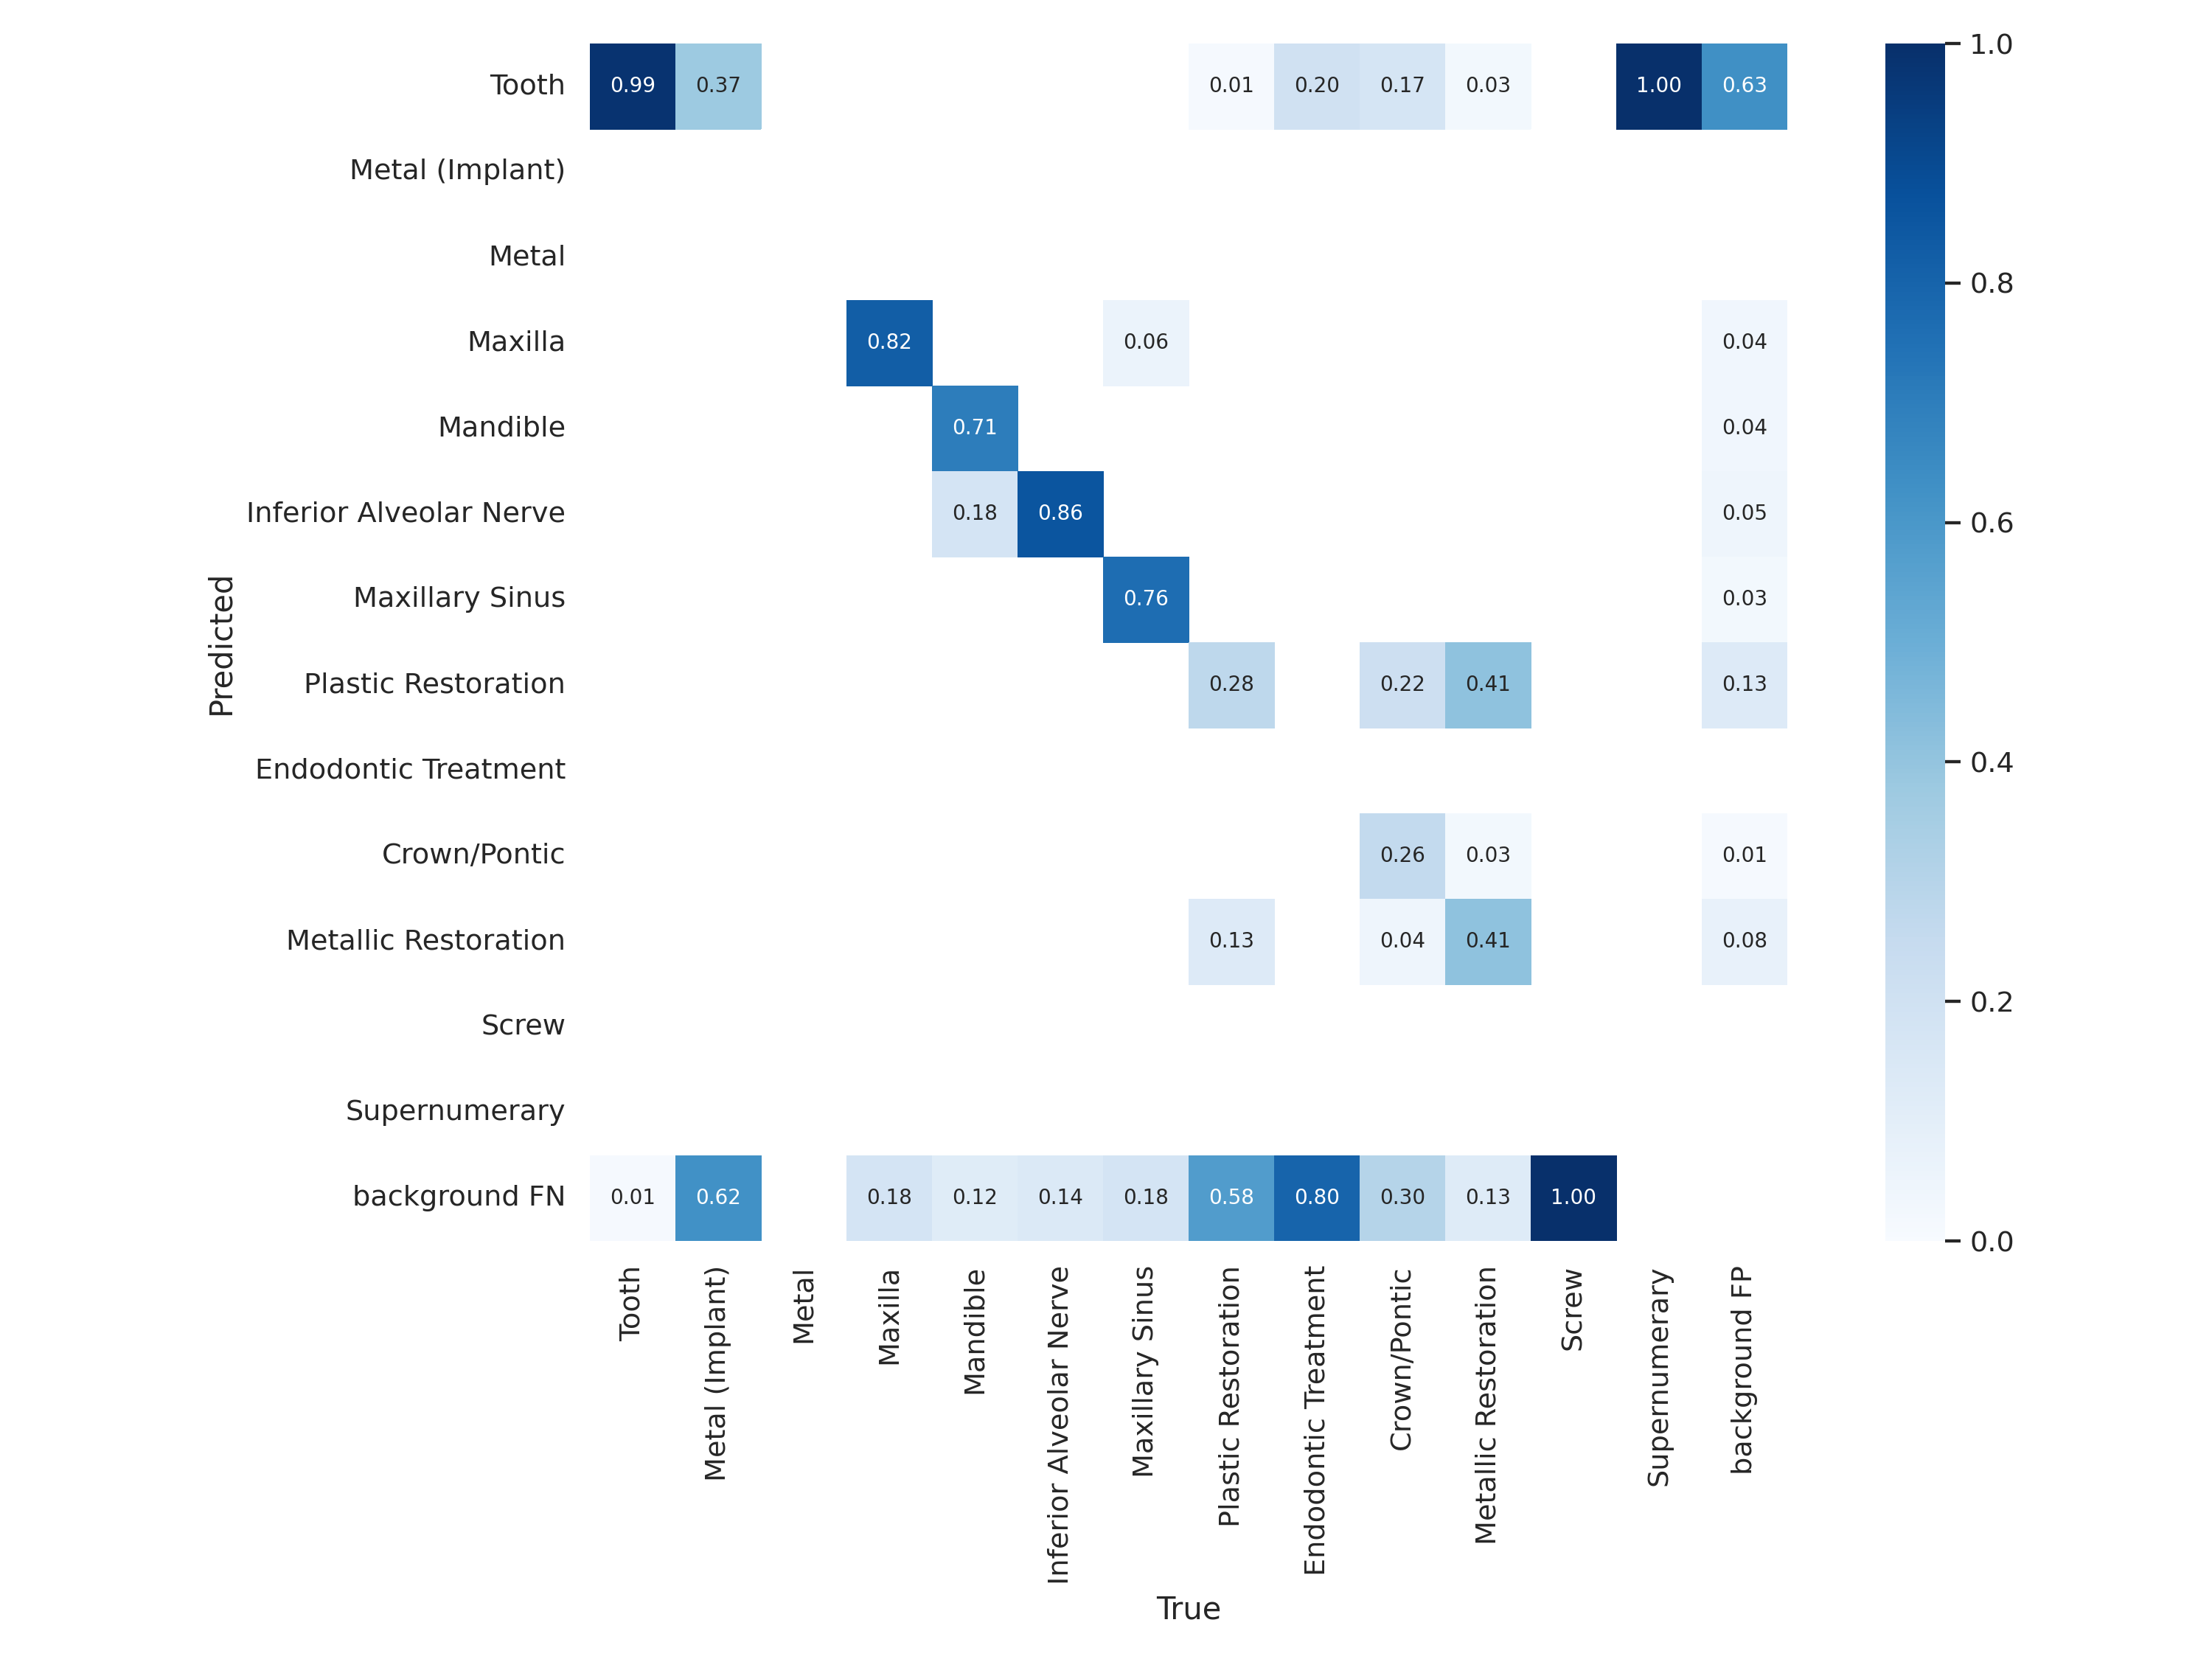 Tooth 0.99 0.37 0.01 0.20 0.17 0.03 1.00 0.63 1.0
Metal (Implant)
Metal
0.8
Maxilla 0.82 0.06 0.04
Mandible 0.71 0.04
Inferior Alveolar Nerve 0.18 0.86 0.05
0.6
Maxillary Sinus 0.76 0.03
Predicted
Plastic Restoration 0.28 0.22 0.41 0.13
Endodontic Treatment 0.4
Crown/Pontic 0.26 0.03 0.01
Metallic Restoration 0.13 0.04 0.41 0.08
0.2
Screw
Supernumerary
background FN 0.01 0.62 0.18 0.12 0.14 0.18 0.58 0.80 0.30 0.13 1.00
0.0
Tooth
Metal (Implant)
Metal
Maxilla
Mandible
Inferior Alveolar Nerve
Maxillary Sinus
Plastic Restoration
Endodontic Treatment
Crown/Pontic
Metallic Restoration
Screw
Supernumerary
background FP
True